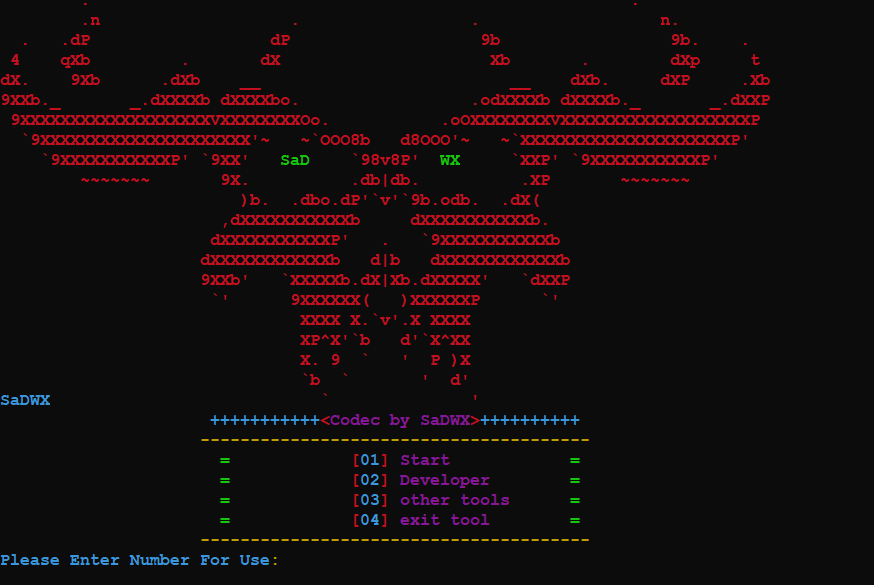 SaD WX
SaDWX
+++++++++++<Codec by SaDWX>++++++++++
---------------------------------------
= [01] Start =
= [02] Developer =
= [03] other tools =
= [04] exit tool =
---------------------------------------
Please Enter Number For Use: